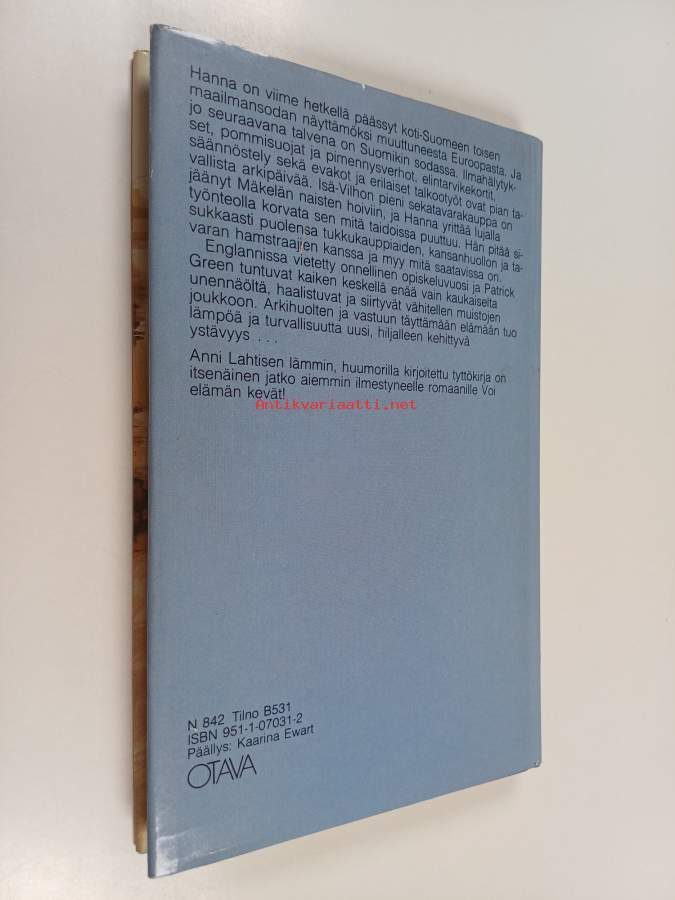 Hanna on viime hetkellä päässyt koti-Suomeen toisen
maailmansodan näyttämöksi muuttuneesta Euroopasta. Ja
jo seuraavana talvena on Suomikin sodassa. Ilmahälytyk-
set, pommisuojat ja pimennysverhot, elintarvikekortit,
säännöstely sekä evakot ja erilaiset talkootyöt ovat pian ta-
vallista arkipäivää. Isä-Vilhon pieni sekatavarakauppa on
jäänyt Mäkelän naisten hoiviin, ja Hanna yrittää lujalla
työnteolla korvata sen mitä taidoissa puuttuu. Hän pitää si-
sukkaasti puolensa tukkukauppiaiden, kansanhuollon ja ta-
varan hamstraajien kanssa ja myy mitä saatavissa on.
Englannissa vietetty onnellinen opiskeluvuosi ja Patrick
Green tuntuvat kaiken keskellä enää vain kaukaiselta
unennäöltä, haalistuvat ja siirtyvät vähitellen muistojen
joukkoon. Arkihuolten ja vastuun täyttämään elämään tuo
lämpöä ja turvallisuutta uusi, hiljalleen kehittyvä
ystävyys . . .
Anni Lahtisen lämmin, huumorilla kirjoitettu tyttökirja on
itsenäinen jatko aiemmin ilmestyneelle romaanille Voi
elämän kevät!
Antikvariaatti.net
N 842 Tilno B531
ISBN 951-1-07031-2
Päällys: Kaarina Ewart
OTAVA